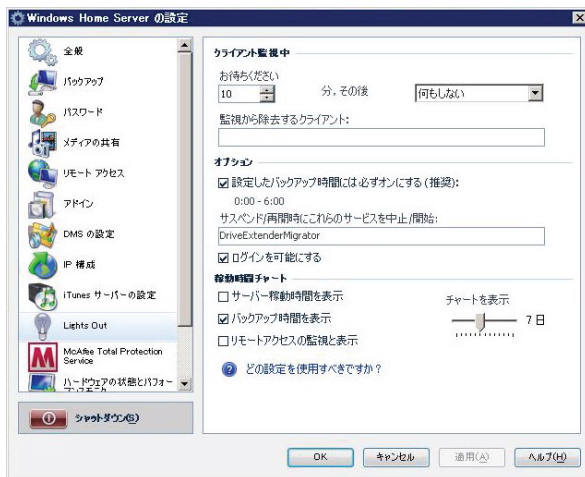 Windows Home Server の設定
全般
バックアップ
パスワード
メディアの共有
リモート アクセス
アドイン
DMS の設定
IP 構成
iTunes サーバーの設定
Lights Out
McAfee Total Protection
Service
ハードウェアの状態とパフォー
マンスモニタ
シャットダウン(S)
クライアント監視中
お待ちください
10 分、その後 何もしない
監視から除去するクライアント:
オプション
設定したバックアップ時間には必ずオンにする (推奨):
0:00 - 6:00
サスペンド/再開時にこれらのサービスを中止/開始:
DriveExtenderMigrator
ログインを可能にする
稼動時間チャート
サーバー稼動時間を表示
チャートを表示
バックアップ時間を表示
7 日
リモートアクセスの監視と表示
どの設定を使用すべきですか?
OK キャンセル 適用(A) ヘルプ(H)